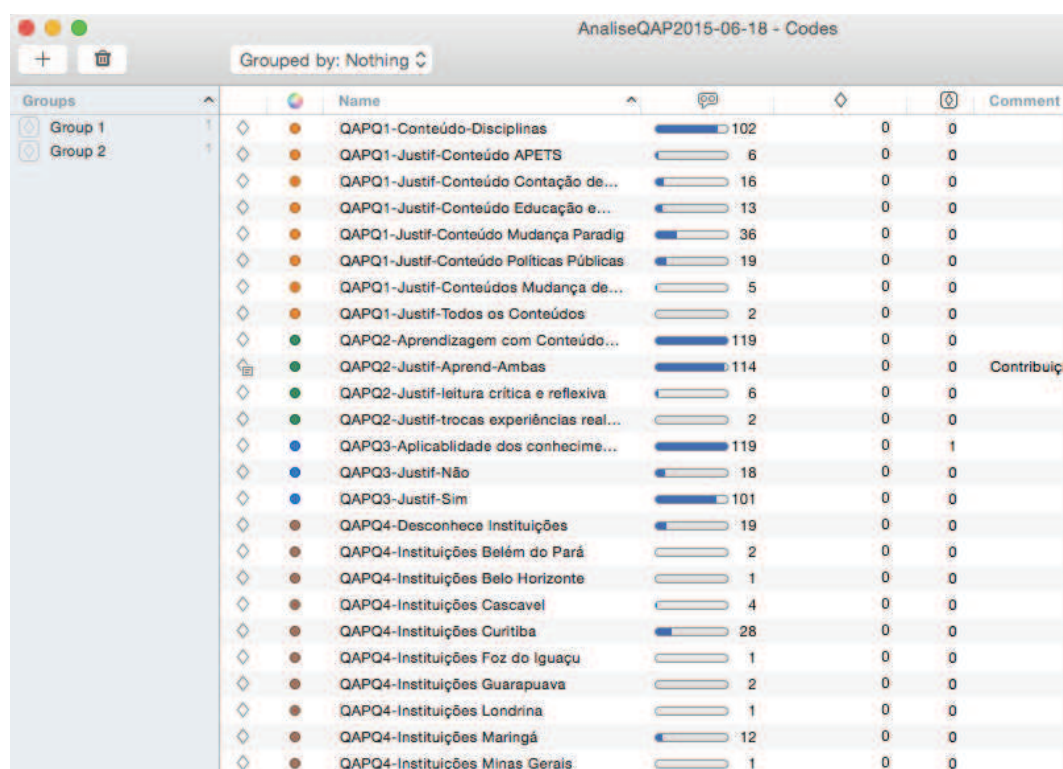 AnaliseQAP2015-06-18 - Codes
Grouped by: Nothing
Groups Name Comment
Group 1 1
Group 2 1
QAPQ1-Conteúdo-Disciplinas 102 0 0
QAPQ1-Justif-Conteúdo APETS 6 0 0
QAPQ1-Justif-Conteúdo Contação de... 16 0 0
QAPQ1-Justif-Conteúdo Educação e... 13 0 0
QAPQ1-Justif-Conteúdo Mudança Paradig 36 0 0
QAPQ1-Justif-Conteúdo Políticas Públicas 19 0 0
QAPQ1-Justif-Conteúdos Mudança de... 5 0 0
QAPQ1-Justif-Todos os Conteúdos 2 0 0
QAPQ2-Aprendizagem com Conteúdo... 119 0 0
QAPQ2-Justif-Aprend-Ambas 114 0 0 Contribuiç
QAPQ2-Justif-leitura crítica e reflexiva 6 0 0
QAPQ2-Justif-trocas experiências real... 2 0 0
QAPQ3-Aplicablidade dos conhecime... 119 0 1
QAPQ3-Justif-Não 18 0 0
QAPQ3-Justif-Sim 101 0 0
QAPQ4-Desconhece Instituições 19 0 0
QAPQ4-Instituições Belém do Pará 2 0 0
QAPQ4-Instituições Belo Horizonte 1 0 0
QAPQ4-Instituições Cascavel 4 0 0
QAPQ4-Instituições Curitiba 28 0 0
QAPQ4-Instituições Foz do Iguaçu 1 0 0
QAPQ4-Instituições Guarapuava 2 0 0
QAPQ4-Instituições Londrina 1 0 0
QAPQ4-Instituições Maringá 12 0 0
QAPQ4-Instituições Minas Gerais 1 0 0